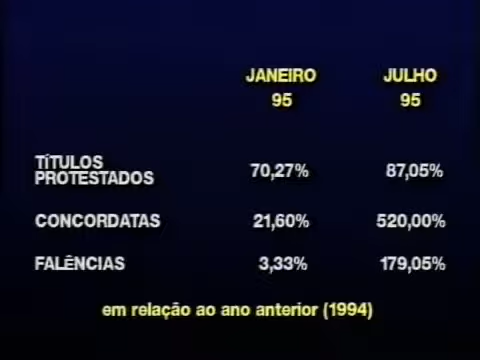 JANEIRO JULHO
95 95
TÍTULOS
PROTESTADOS 70,27% 87,05%
CONCORDATAS 21,60% 520,00%
FALÊNCIAS 3,33% 179,05%
em relação ao ano anterior (1994)